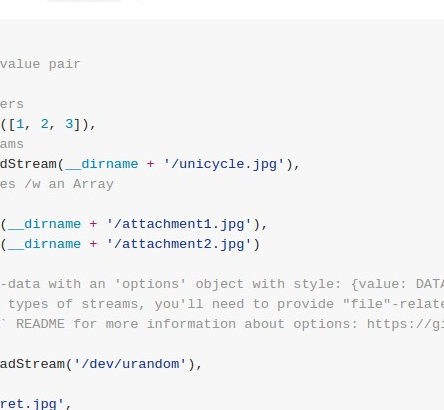 value pair
ers
([1, 2, 3]),
ams
dStream(__dirname + '/unicycle.jpg'),
es /w an Array
(__dirname + '/attachment1.jpg'),
(__dirname + '/attachment2.jpg')
-data with an 'options' object with style: {value: DATA
types of streams, you'll need to provide "file"-relate
` README for more information about options: https://gi
adStream('/dev/urandom'),
ret.jpg',